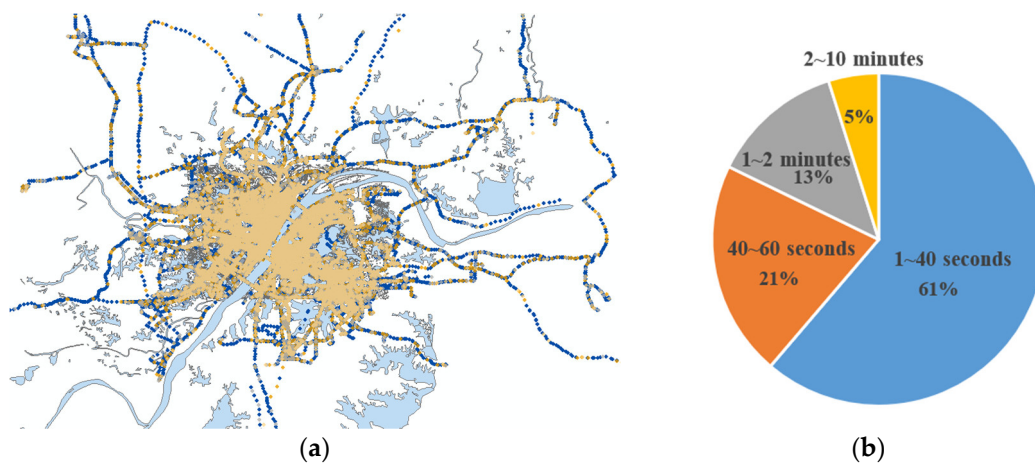 2~10 minutes
5%
1~2 minutes
13%
40~60 seconds
21%
1~40 seconds
61%
(a)
(b)